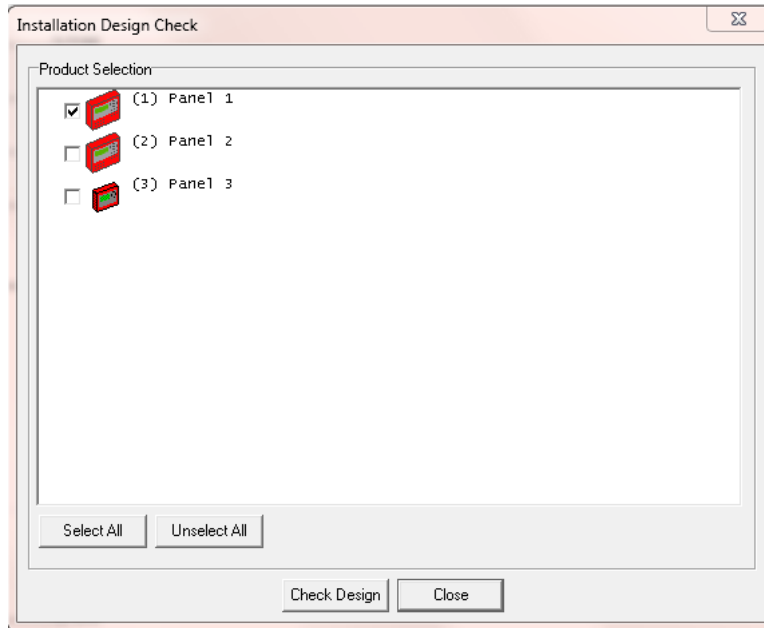 Installation Design Check
Product Selection
(1) Panel 1
(2) Panel 2
(3) Panel 3
Select All Unselect All
Check Design Close